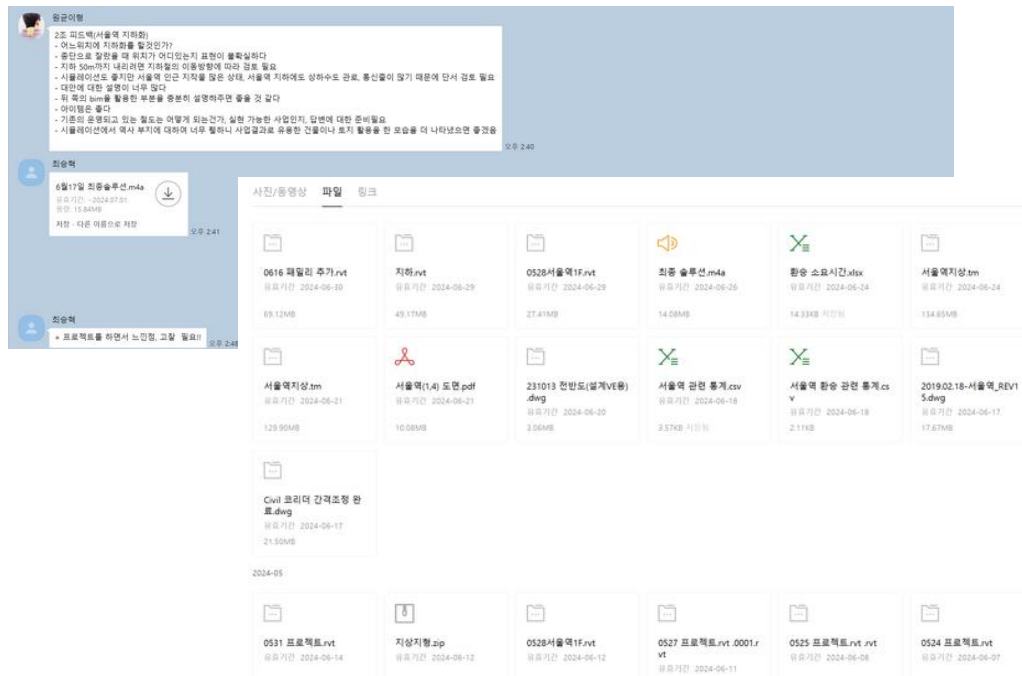 원균이형
2조 피드백(서울역 지하화)
- 어느위치에 지하화를 할것인가?
- 중단으로 잘랐을 때 위치가 어디있는지 표현이 불확실하다
- 지하 50m까지 내리려면 지하철의 이동방향에 따라 검토 필요
- 시뮬레이션도 좋지만 서울역 인근 지작물 많은 상태, 서울역 지하에도 상하수도 관로, 통신줄이 많기 때문에 단서 검토 필요
- 대안에 대한 설명이 너무 많다
- 뒤 쪽의 bim을 활용한 부분을 충분히 설명해주면 좋을 것 같다
- 아이템은 좋다
- 기존의 운영되고 있는 철도는 어떻게 되는건가, 실현 가능한 사업인지, 답변에 대한 준비필요
- 시뮬레이션에서 역사 부지에 대하여 너무 휑하니 사업결과로 유용한 건물이나 토지 활용을 한 모습을 더 나타냈으면 좋겠음
오후 2:40
최승혁
6월17일 최종솔루션.m4a
유효기간: ~2024.07.01
용량: 15.84MB
저장 · 다른 이름으로 저장
오후 2:41
최승혁
+ 프로젝트를 하면서 느낀점, 고찰 필요!!
오후 2:48
사진/동영상 파일 링크
0616 패밀리 추가.rvt
유효기간 2024-06-30
69.12MB
지하.rvt
유효기간 2024-06-29
49.17MB
0528서울역1F.rvt
유효기간 2024-06-29
27.41MB
최종 솔루션.m4a
유효기간 2024-06-26
14.08MB
환승 소요시간.xlsx
유효기간 2024-06-24
14.33KB 저장됨
서울역지상.tm
유효기간 2024-06-24
134.65MB
서울역지상.tm
유효기간 2024-06-21
129.90MB
서울역(1,4) 도면.pdf
유효기간 2024-06-21
10.08MB
231013 전반도(설계VE용)
.dwg
유효기간 2024-06-20
3.06MB
서울역 관련 통계.csv
유효기간 2024-06-18
3.57KB 저장됨
서울역 환승 관련 통계.cs
v
유효기간 2024-06-18
2.11KB
2019.02.18-서울역_REV1
5.dwg
유효기간 2024-06-17
17.67MB
Civil 코리더 간격조정 완
료.dwg
유효기간 2024-06-17
21.50MB
2024-05
0531 프로젝트.rvt
유효기간 2024-06-14
지상지형.zip
유효기간 2024-06-12
0528서울역1F.rvt
유효기간 2024-06-12
0527 프로젝트.rvt .0001.r
vt
유효기간 2024-06-11
0525 프로젝트.rvt .rvt
유효기간 2024-06-08
0524 프로젝트.rvt
유효기간 2024-06-07